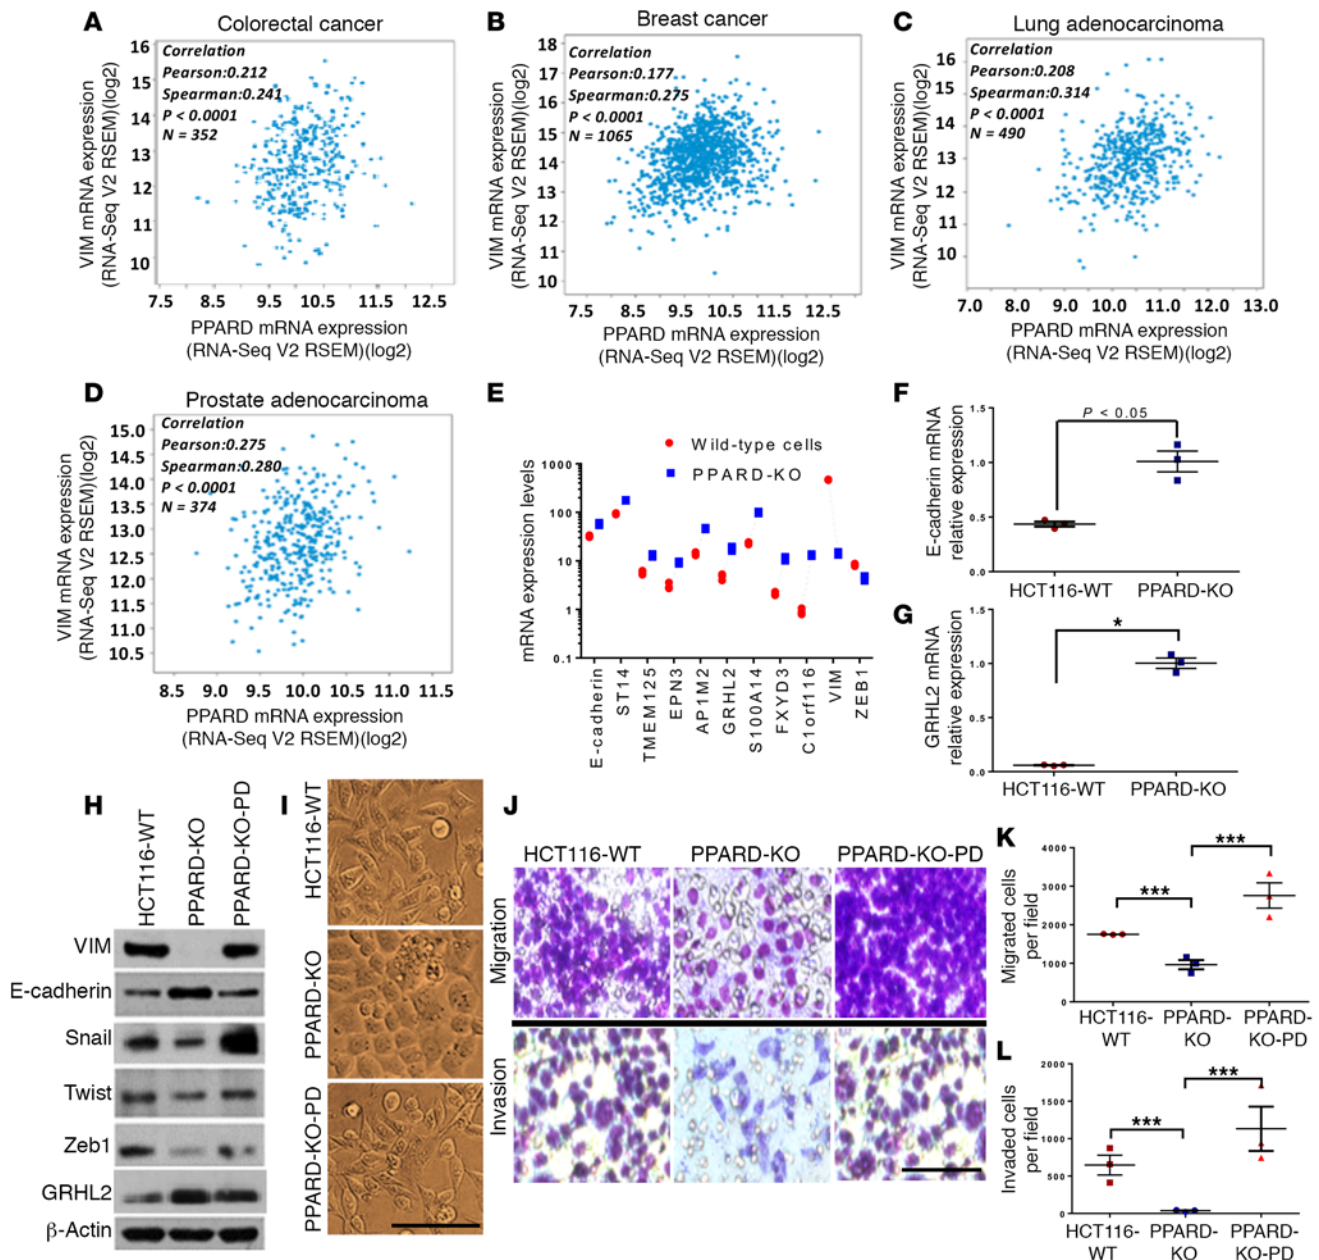 A Colorectal cancer
Correlation
Pearson:0.212
Spearman:0.241
P < 0.0001
N = 352
VIM mRNA expression
(RNA-Seq V2 RSEM)(log2)
16
15
14
13
12
11
10
7.5 8.5 9.5 10.5 11.5 12.5
PPARD mRNA expression
(RNA-Seq V2 RSEM)(log2)
B Breast cancer
Correlation
Pearson:0.177
Spearman:0.275
P < 0.0001
N = 1065
VIM mRNA expression
(RNA-Seq V2 RSEM)(log2)
18
17
16
15
14
13
12
11
10
7.5 8.5 9.5 10.5 11.5 12.5
PPARD mRNA expression
(RNA-Seq V2 RSEM)(log2)
C Lung adenocarcinoma
Correlation
Pearson:0.208
Spearman:0.314
P < 0.0001
N = 490
VIM mRNA expression
(RNA-Seq V2 RSEM)(log2)
16
15
14
13
12
11
10
7.0 8.0 9.0 10.0 11.0 12.0 13.0
PPARD mRNA expression
(RNA-Seq V2 RSEM)(log2)
D Prostate adenocarcinoma
Correlation
Pearson:0.275
Spearman:0.280
P < 0.0001
N = 374
VIM mRNA expression
(RNA-Seq V2 RSEM)(log2)
15.0
14.5
14.0
13.5
13.0
12.5
12.0
11.5
11.0
10.5
8.5 9.0 9.5 10.0 10.5 11.0 11.5
PPARD mRNA expression
(RNA-Seq V2 RSEM)(log2)
E
Wild-type cells
PPARD-KO
mRNA expression levels
1000
100
10
1
0.1
E-cadherin
ST14
TMEM125
EPN3
AP1M2
GRHL2
S100A14
FXYD3
C1orf116
VIM
ZEB1
F
E-cadherin mRNA
relative expression
1.5
1.0
0.5
0.0
P < 0.05
HCT116-WT PPARD-KO
G
GRHL2 mRNA
relative expression
1.5
1.0
0.5
0.0
*
HCT116-WT PPARD-KO
H
HCT116-WT
PPARD-KO
PPARD-KO-PD
VIM
E-cadherin
Snail
Twist
Zeb1
GRHL2
β-Actin
I
HCT116-WT
PPARD-KO
PPARD-KO-PD
J
HCT116-WT PPARD-KO PPARD-KO-PD
Migration
Invasion
K
Migrated cells
per field
4000
3000
2000
1000
0
***
***
HCT116-
WT
PPARD-
KO
PPARD-
KO-PD
L
Invaded cells
per field
2000
1500
1000
500
0
***
***
HCT116-
WT
PPARD-
KO
PPARD-
KO-PD